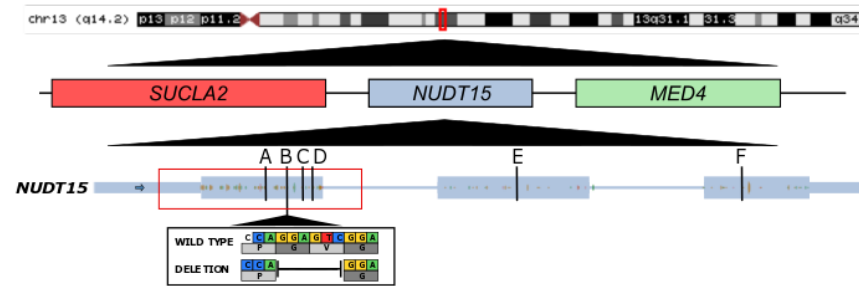 chr13 (q14.2) p13 p12 p11.2 13q31.1 31.3 q34
SUCLA2 NUDT15 MED4
A B C D E F
NUDT15
WILD TYPE C C A G G A G T C G G A
P G V G
DELETION C C A G G A
P G